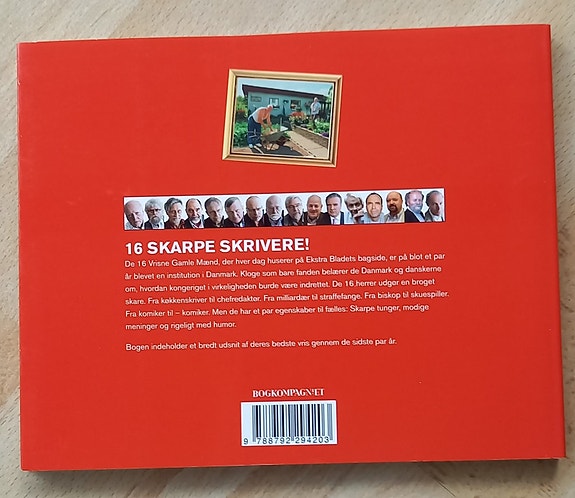 16 SKARPE SKRIVERE!
De 16 Vrisne Gamle Mænd, der hver dag huserer på Ekstra Bladets bagside, er på blot et par
år blevet en institution i Danmark. Kloge som bare fanden belærer de Danmark og danskerne
om, hvordan kongeriget i virkeligheden burde være indrettet. De 16 herrer udgør en broget
skare. Fra køkkenskriver til chefredaktør. Fra milliardær til straffefange. Fra biskop til skuespiller.
Fra komiker til – komiker. Men de har et par egenskaber til fælles: Skarpe tunger, modige
meninger og rigeligt med humor.
Bogen indeholder et bredt udsnit af deres bedste vris gennem de sidste par år.
BOGKOMPAGNIET
9 788792 294203